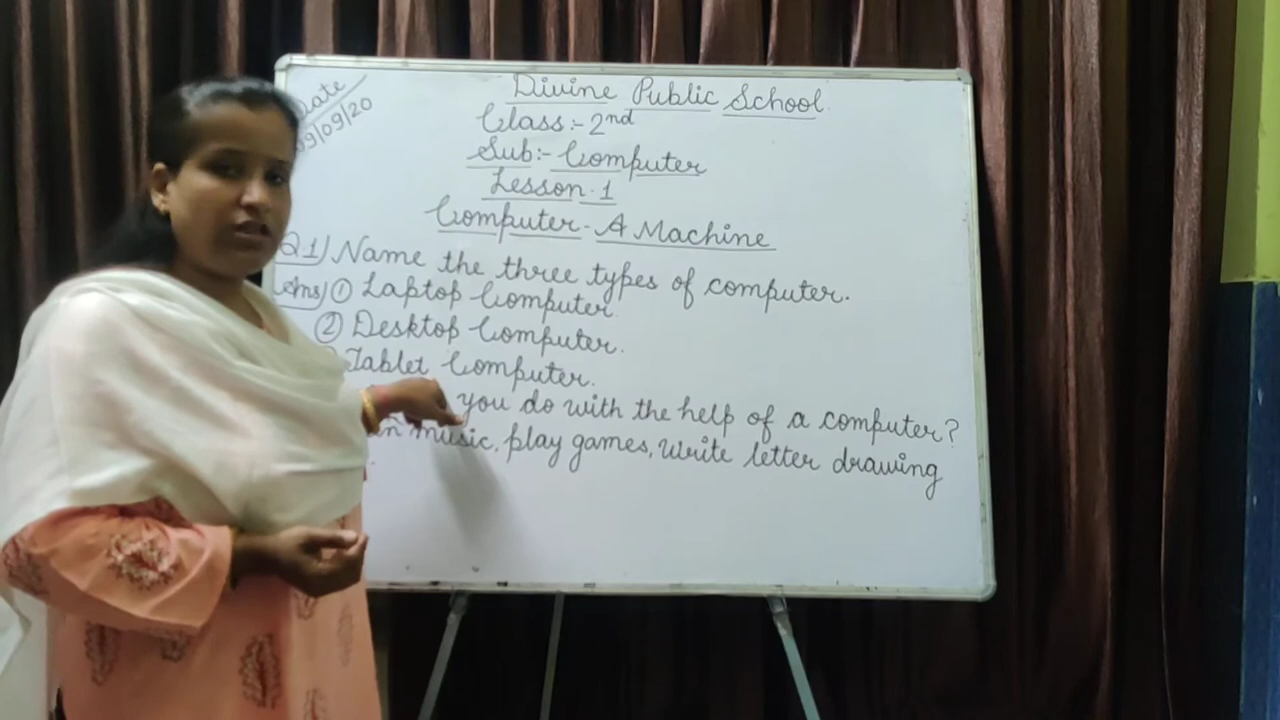 Date
09/09/20
Divine Public School
Class:- 2nd
Sub:- Computer
Lesson. 1
Computer - A Machine
Q1) Name the three types of computer.
Ans) ① Laptop Computer.
② Desktop Computer.
Tablet Computer.
you do with the help of a computer?
music, play games, write letter drawing